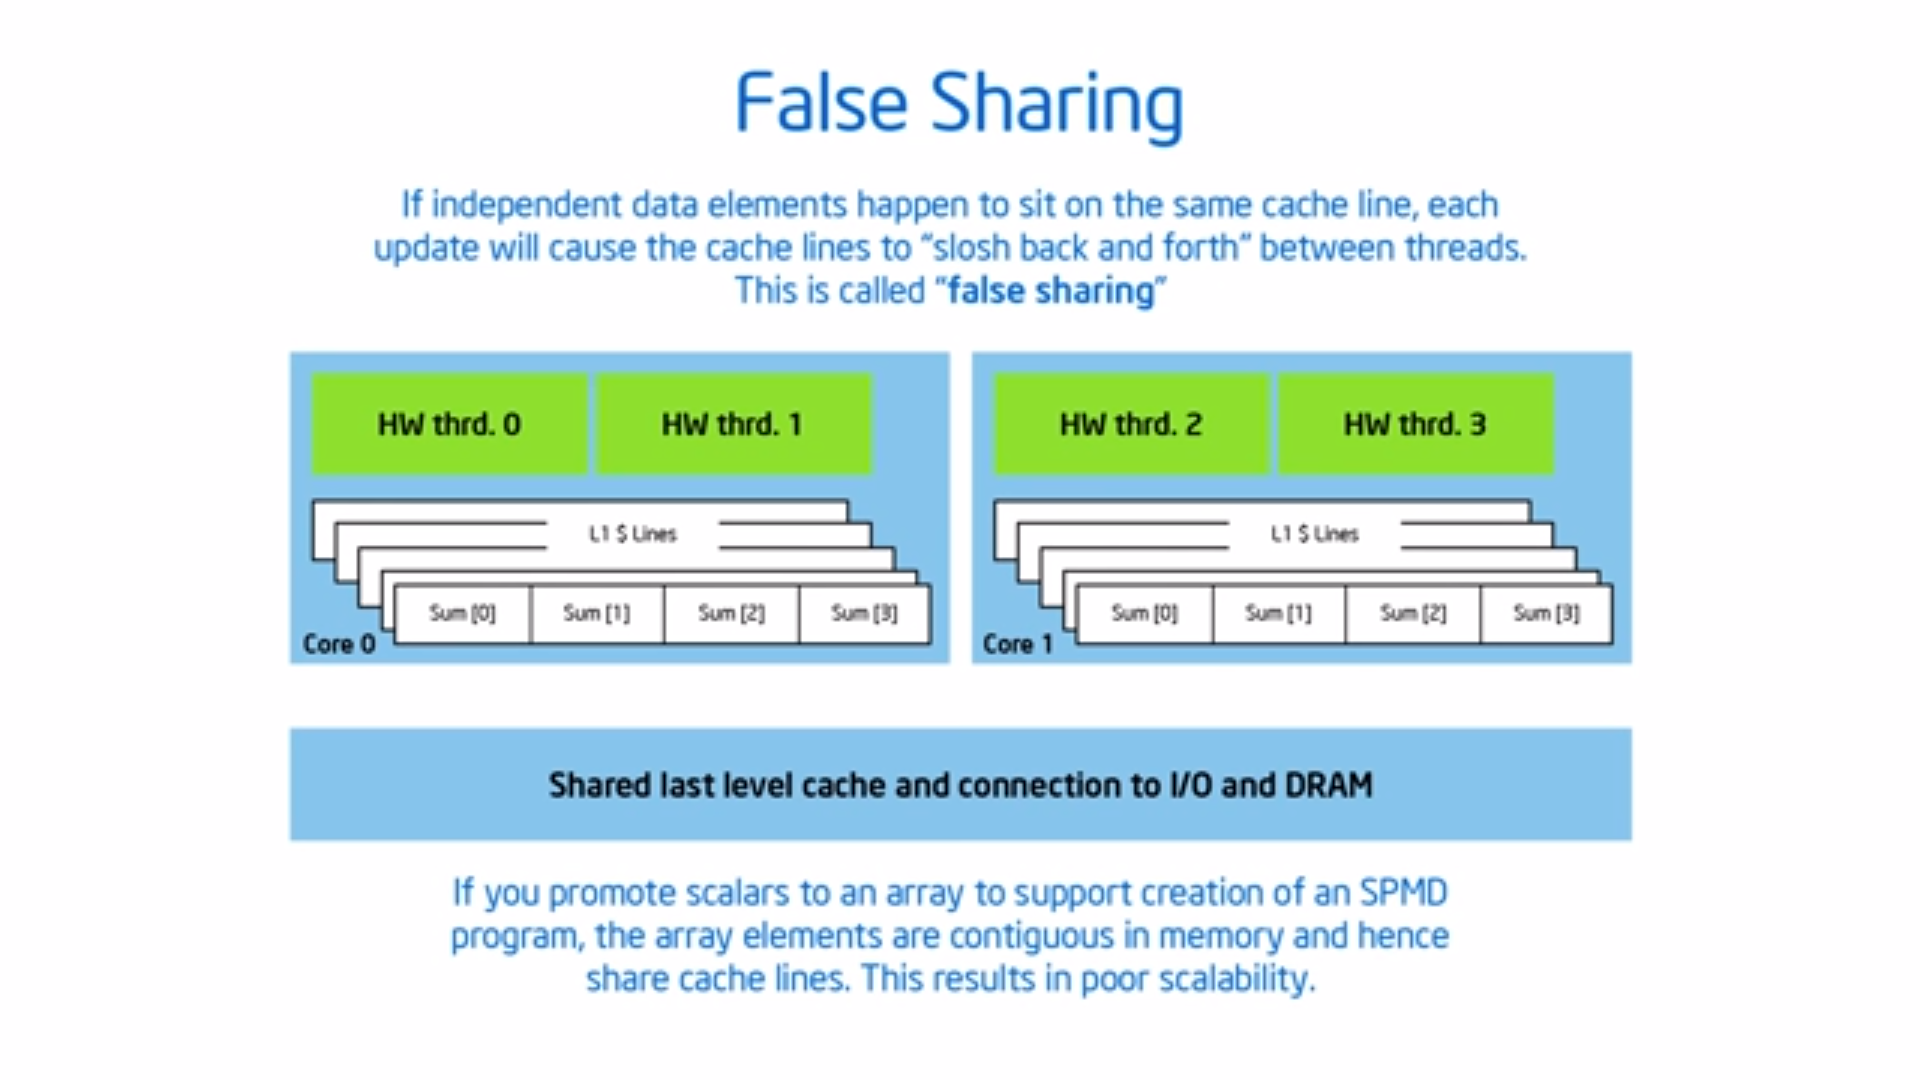 False Sharing
If independent data elements happen to sit on the same cache line, each
update will cause the cache lines to “slosh back and forth” between threads.
This is called “false sharing”
HW thrd. 0
HW thrd. 1
L1 $ Lines
Sum [0]
Sum [1]
Sum [2]
Sum [3]
Core 0
HW thrd. 2
HW thrd. 3
L1 $ Lines
Sum [0]
Sum [1]
Sum [2]
Sum [3]
Core 1
Shared last level cache and connection to I/O and DRAM
If you promote scalars to an array to support creation of an SPMD
program, the array elements are contiguous in memory and hence
share cache lines. This results in poor scalability.